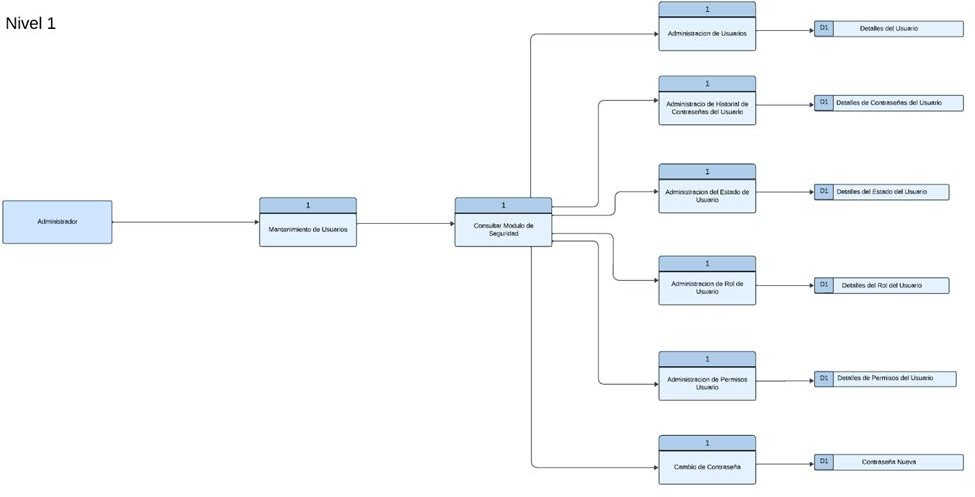 Nivel 1
1
Administracion de Usuarios
D1
Detalles del Usuario
1
Administracio de Historial de
Contraseñas del Usuario
D1
Detalles de Contraseñas del Usuario
1
Administracion del Estado de
Usuario
D1
Detalles del Estado del Usuario
Administrador
1
Mantenimiento de Usuarios
1
Consultar Modulo de
Seguridad
1
Administracion de Rol de
Usuario
D1
Detalles del Rol del Usuario
1
Administracion de Permisos
Usuario
D1
Detalles de Permisos del Usuario
1
Cambio de Contraseña
D1
Contraseña Nueva